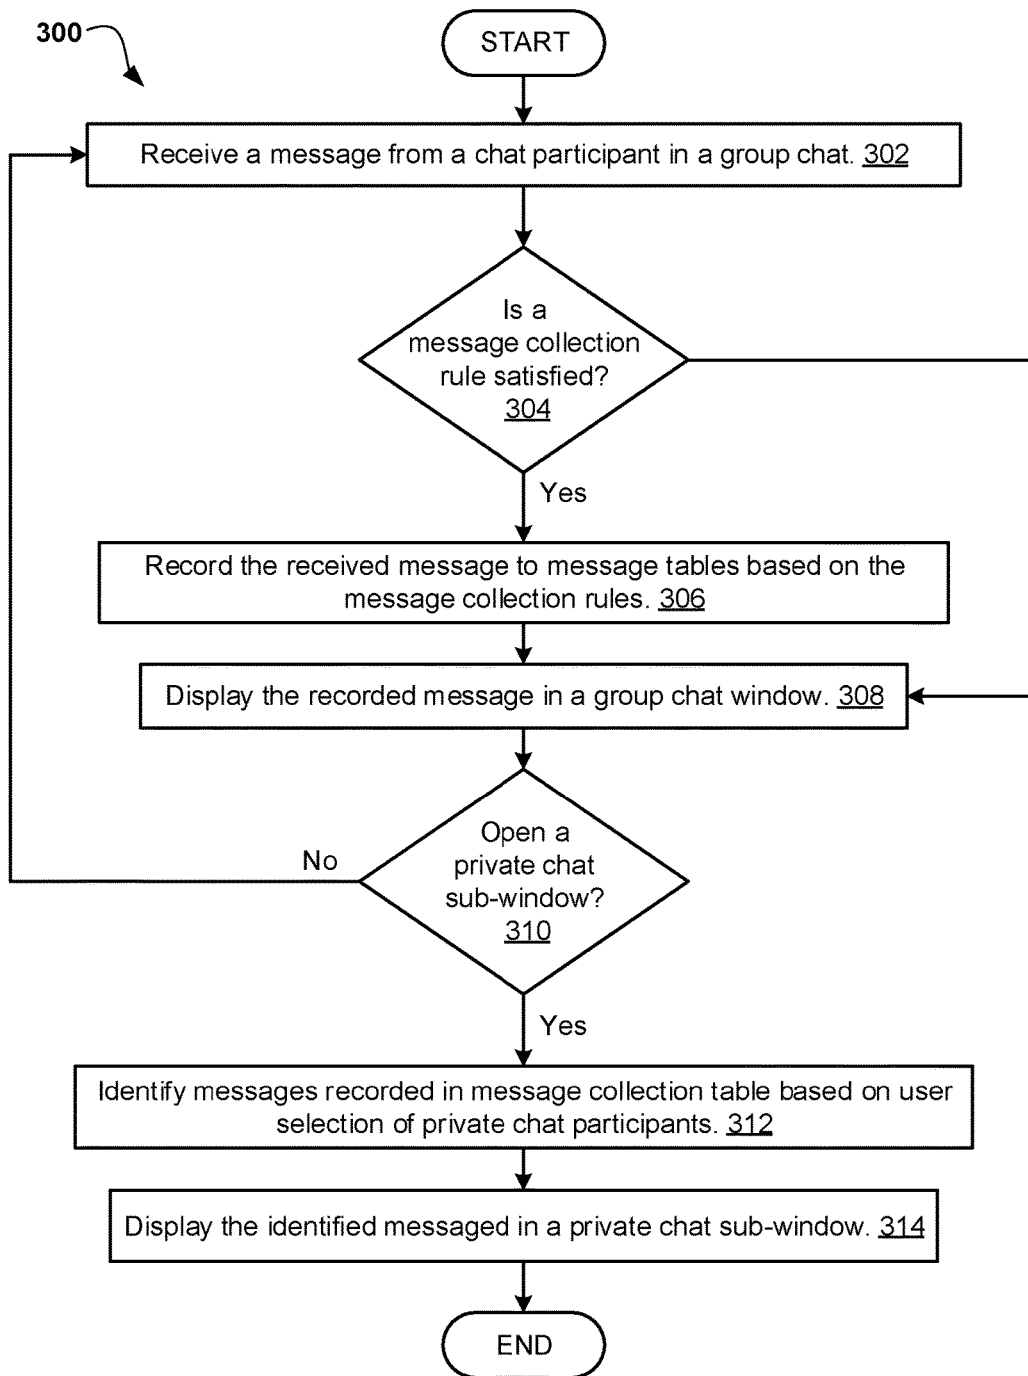 300
START
Receive a message from a chat participant in a group chat. 302
Is a
message collection
rule satisfied?
304
Yes
Record the received message to message tables based on the
message collection rules. 306
Display the recorded message in a group chat window. 308
Open a
private chat
sub-window?
310
No
Yes
Identify messages recorded in message collection table based on user
selection of private chat participants. 312
Display the identified messaged in a private chat sub-window. 314
END